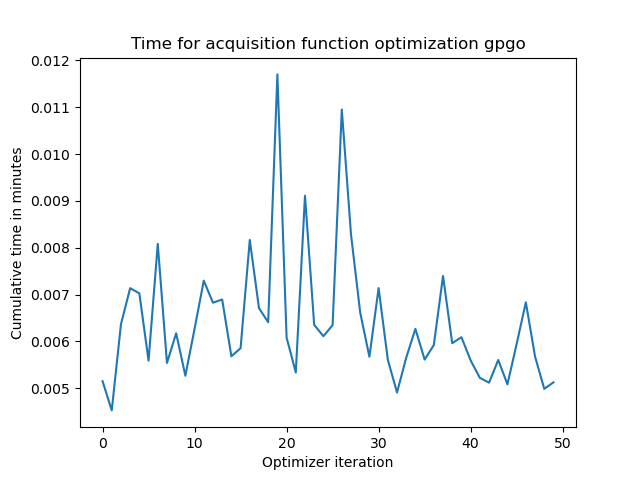 Time for acquisition function optimization gpgo
0.012
0.011
0.010
0.009
0.008
0.007
0.006
0.005
Cumulative time in minutes
0 10 20 30 40 50
Optimizer iteration